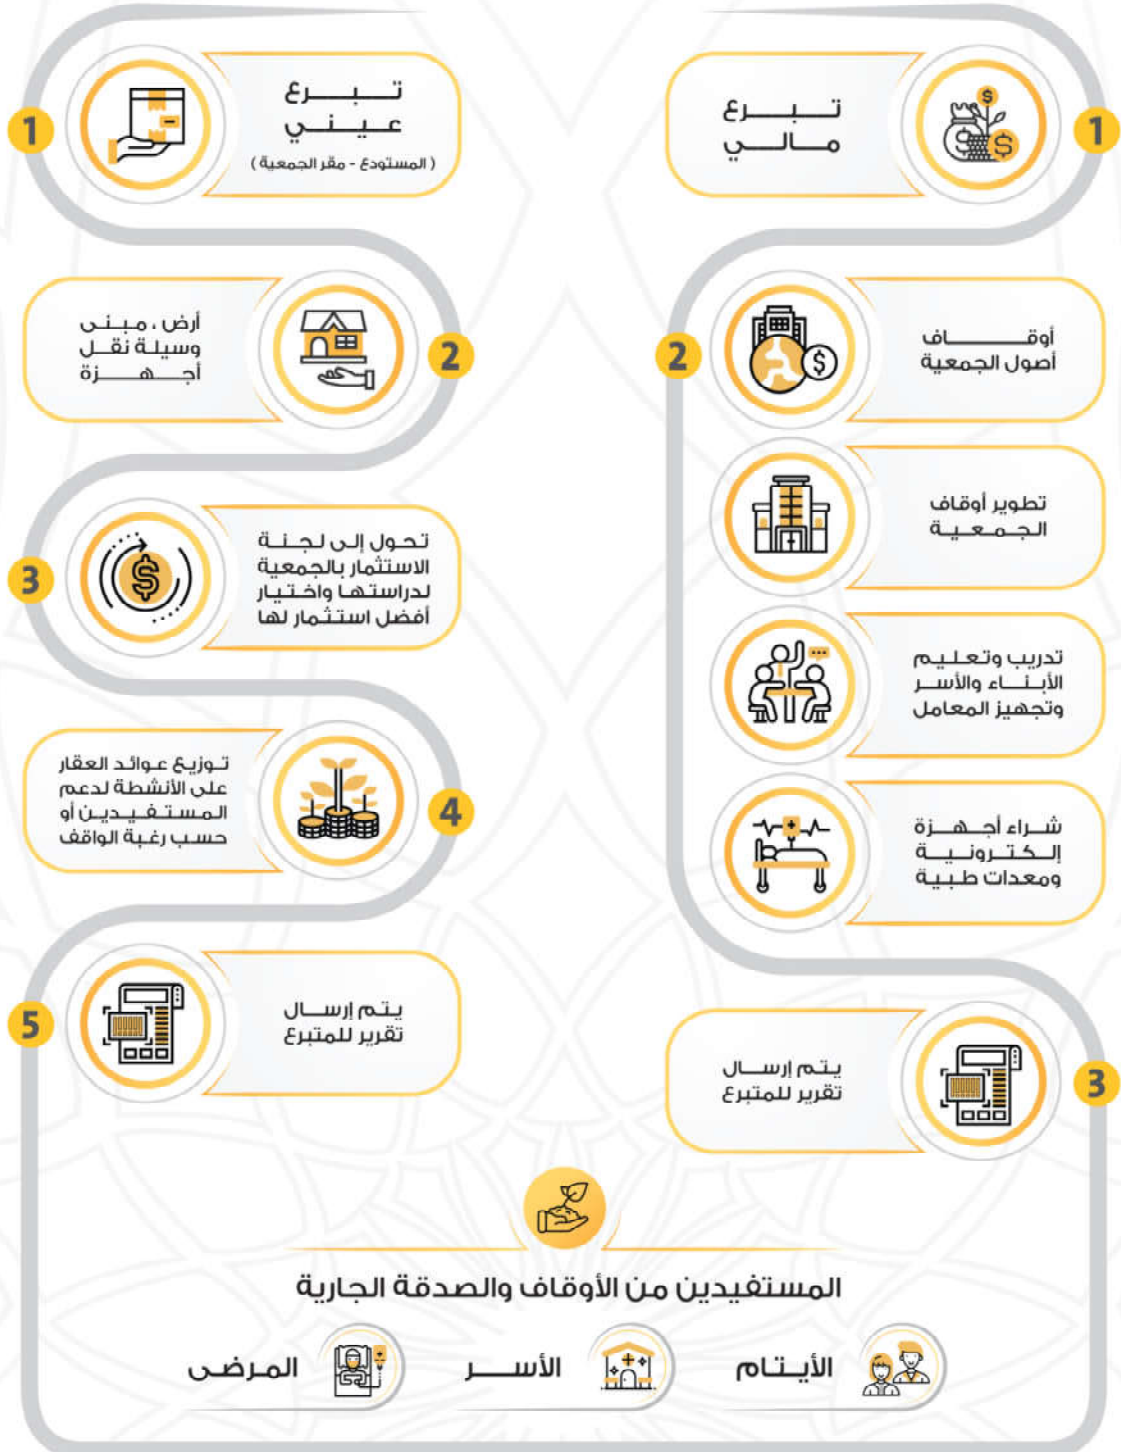 1
تبرع
مالي
2
أوقاف
أصول الجمعية
تطوير أوقاف
الجمعية
تدريب وتعليم
الأبناء والأسر
وتجهيز المعامل
شراء أجهزة
إلكترونية
ومعدات طبية
3
يتم إرسال
تقرير للمتبرع
1
تبرع
عيني
(المستودع - مقر الجمعية)
2
أرض ، مبنى
وسيلة نقل
أجهزة
3
تحول إلى لجنة
الاستثمار بالجمعية
لدراستها واختيار
أفضل استثمار لها
4
توزيع عوائد العقار
على الأنشطة لدعم
المستفيدين أو
حسب رغبة الواقف
5
يتم إرسال
تقرير للمتبرع
المستفيدين من الأوقاف والصدقة الجارية
الأيتام
الأسر
المرضى